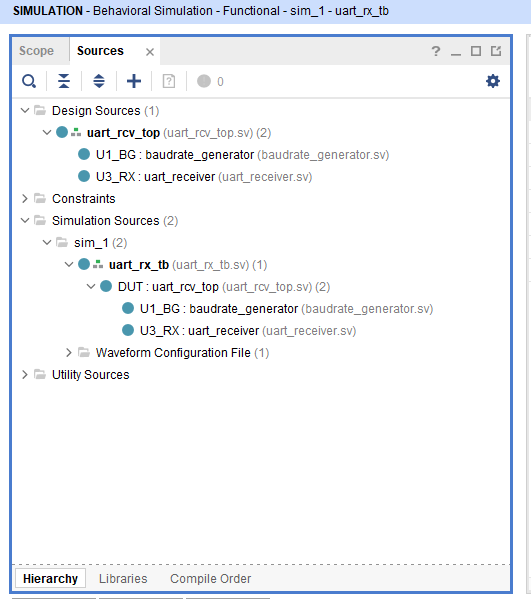 SIMULATION - Behavioral Simulation - Functional - sim_1 - uart_rx_tb
Scope Sources
0
Design Sources (1)
uart_rcv_top (uart_rcv_top.sv) (2)
U1_BG : baudrate_generator (baudrate_generator.sv)
U3_RX : uart_receiver (uart_receiver.sv)
Constraints
Simulation Sources (2)
sim_1 (2)
uart_rx_tb (uart_rx_tb.sv) (1)
DUT : uart_rcv_top (uart_rcv_top.sv) (2)
U1_BG : baudrate_generator (baudrate_generator.sv)
U3_RX : uart_receiver (uart_receiver.sv)
Waveform Configuration File (1)
Utility Sources
Hierarchy Libraries Compile Order